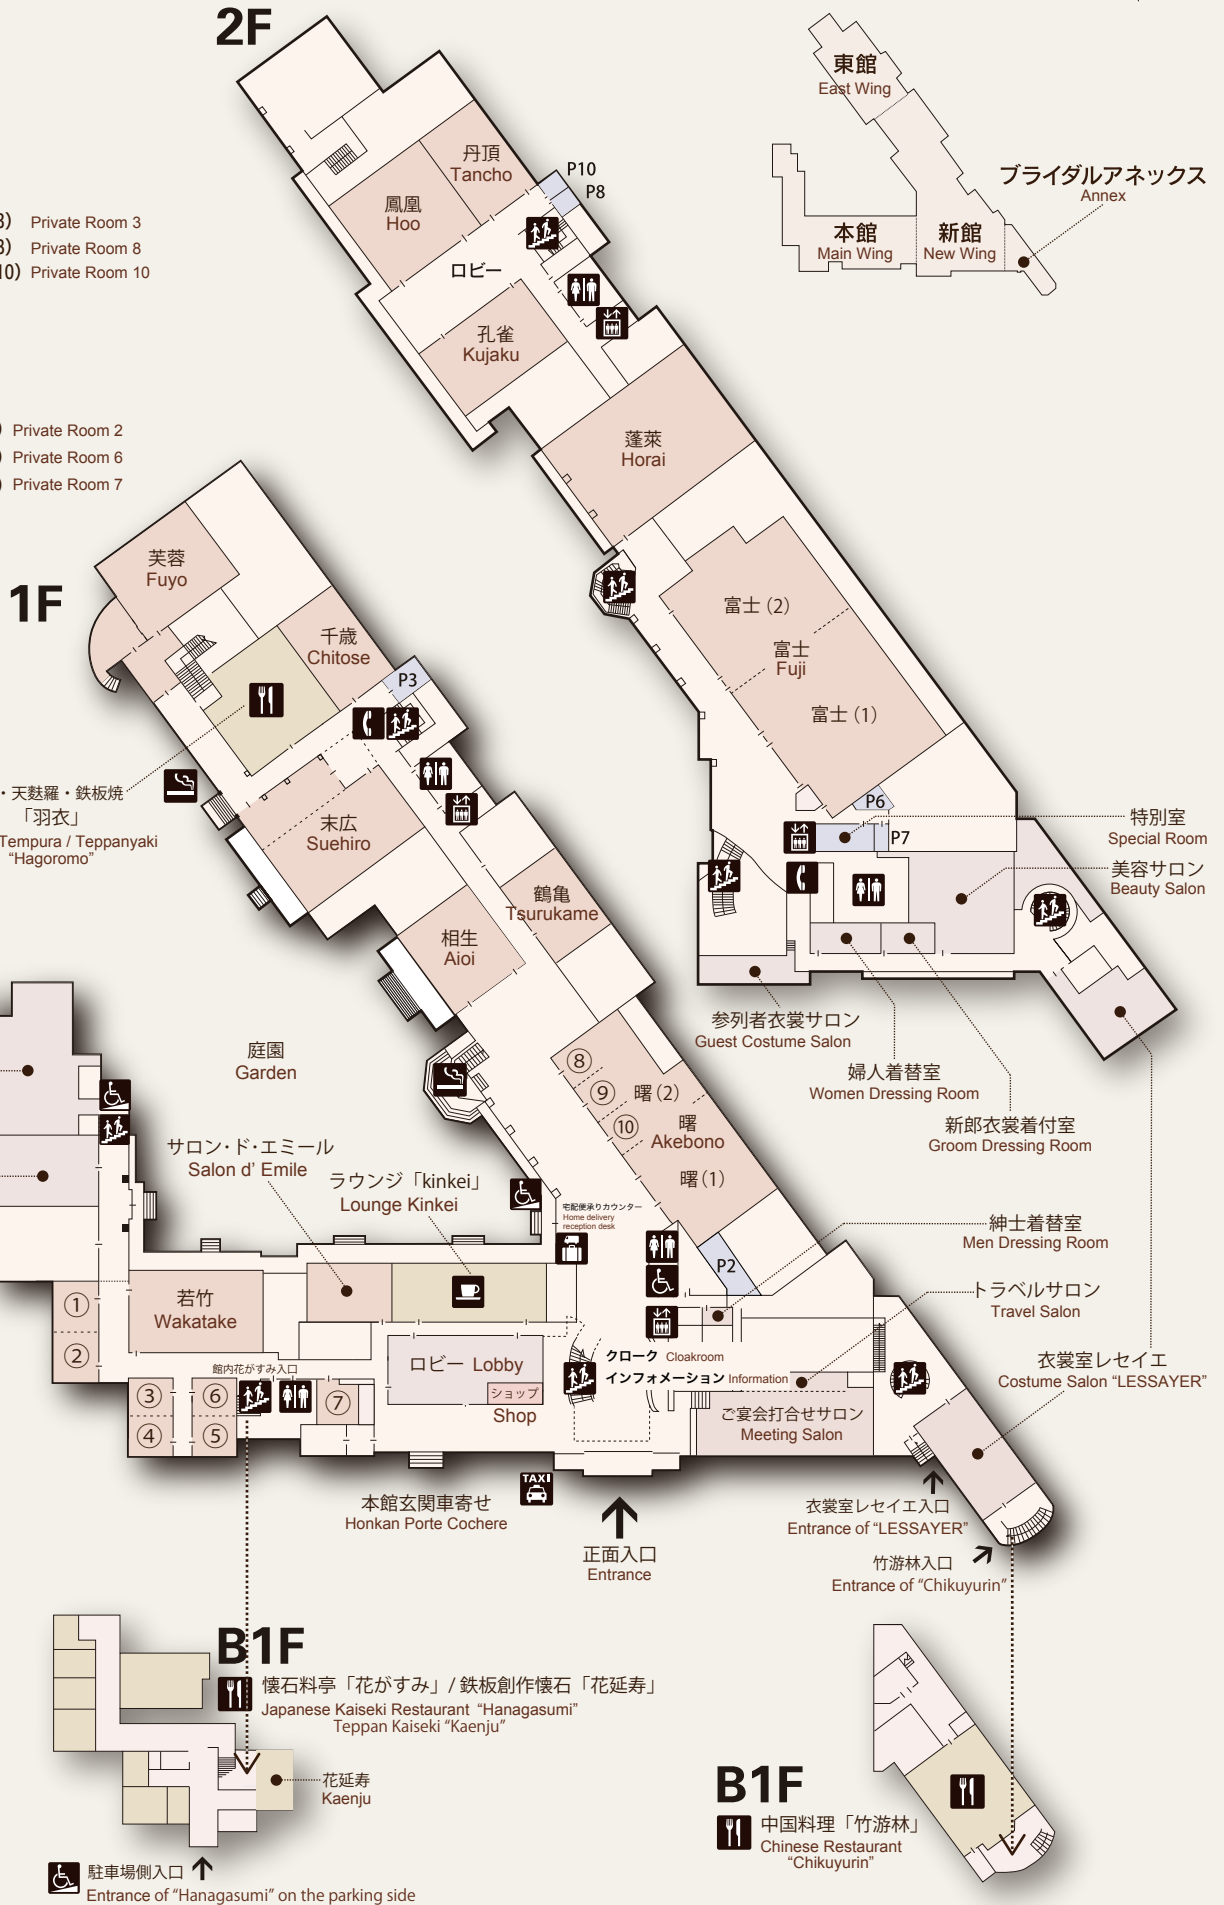 2F
東館
East Wing
ブライダルアネックス
Annex
本館
Main Wing
新館
New Wing
丹頂
Tancho
P10
P8
鳳凰
Hoo
ロビー
孔雀
Kujaku
3) Private Room 3
8) Private Room 8
10) Private Room 10
蓬莱
Horai
) Private Room 2
) Private Room 6
) Private Room 7
富士(2)
富士
Fuji
富士(1)
P6
P7
特別室
Special Room
美容サロン
Beauty Salon
参列者衣裳サロン
Guest Costume Salon
婦人着替室
Women Dressing Room
新郎衣裳着付室
Groom Dressing Room
1F
芙蓉
Fuyo
千歳
Chitose
P3
・天麩羅・鉄板焼
「羽衣」
Tempura / Teppanyaki
“Hagoromo”
末広
Suehiro
鶴亀
Tsurukame
相生
Aioi
庭園
Garden
⑧
⑨
⑩
曙(2)
曙
Akebono
曙(1)
サロン・ド・エミール
Salon d’ Emile
ラウンジ「kinkei」
Lounge Kinkei
宅配便承りカウンター
Home delivery
reception desk
P2
紳士着替室
Men Dressing Room
トラベルサロン
Travel Salon
衣裳室レセイエ
Costume Salon “LESSAYER”
①
②
若竹
Wakatake
館内花がすみ入口
③
④
⑥
⑤
⑦
ロビー Lobby
ショップ
Shop
クローク Cloakroom
インフォメーション Information
ご宴会打合せサロン
Meeting Salon
TAXI
本館玄関車寄せ
Honkan Porte Cochere
正面入口
Entrance
衣裳室レセイエ入口
Entrance of “LESSAYER”
竹游林入口
Entrance of “Chikuyurin”
B1F
懐石料亭「花がすみ」/ 鉄板創作懐石「花延寿」
Japanese Kaiseki Restaurant “Hanagasumi”
Teppan Kaiseki “Kaenju”
花延寿
Kaenju
駐車場側入口
Entrance of “Hanagasumi” on the parking side
B1F
中国料理「竹游林」
Chinese Restaurant
“Chikuyurin”